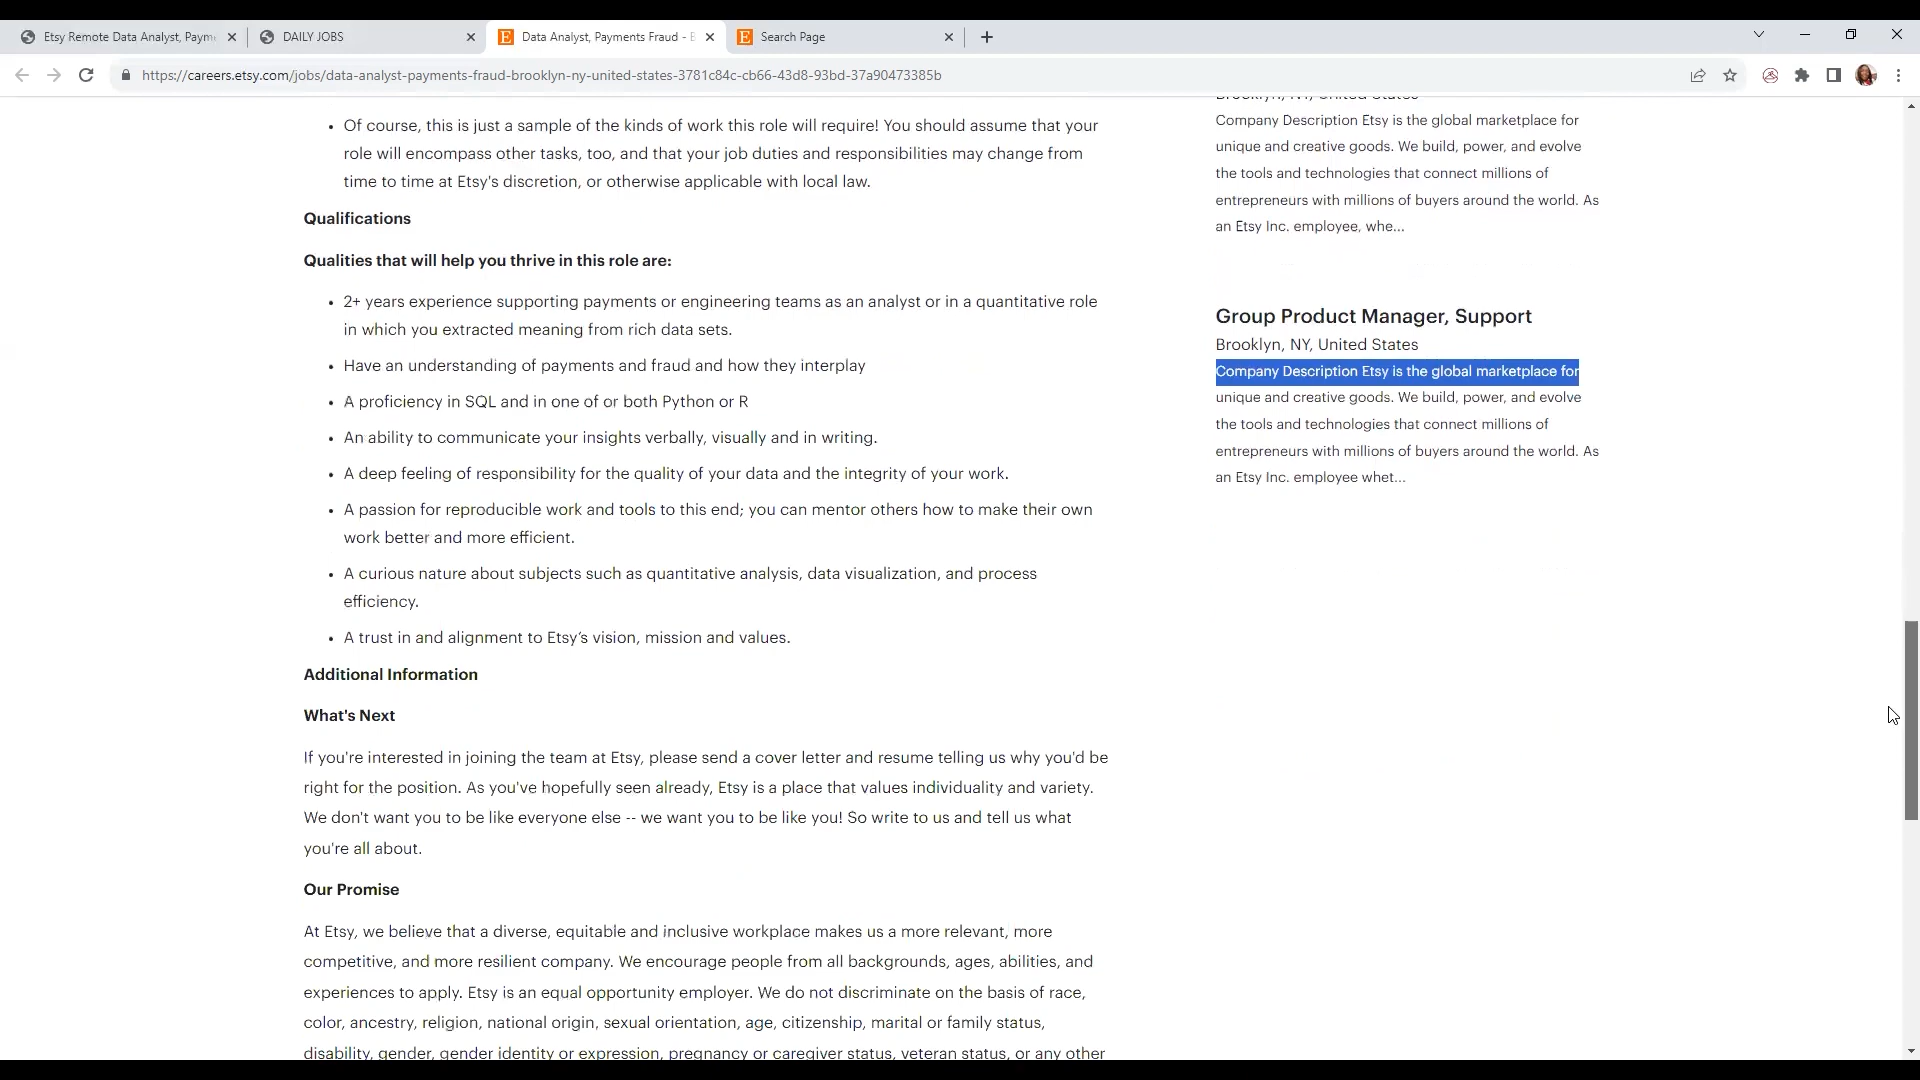 Etsy Remote Data Analyst, Paym
DAILY JOBS
Data Analyst, Payments Fraud - B
Search Page
https://careers.etsy.com/jobs/data-analyst-payments-fraud-brooklyn-ny-united-states-3781c84c-cb66-43d8-93bd-37a90473385b
• Of course, this is just a sample of the kinds of work this role will require! You should assume that your
role will encompass other tasks, too, and that your job duties and responsibilities may change from
time to time at Etsy's discretion, or otherwise applicable with local law.
Qualifications
Qualities that will help you thrive in this role are:
• 2+ years experience supporting payments or engineering teams as an analyst or in a quantitative role
in which you extracted meaning from rich data sets.
• Have an understanding of payments and fraud and how they interplay
• A proficiency in SQL and in one of or both Python or R
• An ability to communicate your insights verbally, visually and in writing.
• A deep feeling of responsibility for the quality of your data and the integrity of your work.
• A passion for reproducible work and tools to this end; you can mentor others how to make their own
work better and more efficient.
• A curious nature about subjects such as quantitative analysis, data visualization, and process
efficiency.
• A trust in and alignment to Etsy’s vision, mission and values.
Additional Information
What's Next
If you're interested in joining the team at Etsy, please send a cover letter and resume telling us why you'd be
right for the position. As you've hopefully seen already, Etsy is a place that values individuality and variety.
We don't want you to be like everyone else -- we want you to be like you! So write to us and tell us what
you're all about.
Our Promise
At Etsy, we believe that a diverse, equitable and inclusive workplace makes us a more relevant, more
competitive, and more resilient company. We encourage people from all backgrounds, ages, abilities, and
experiences to apply. Etsy is an equal opportunity employer. We do not discriminate on the basis of race,
color, ancestry, religion, national origin, sexual orientation, age, citizenship, marital or family status,
disability, gender, gender identity or expression, pregnancy or caregiver status, veteran status, or any other
Brooklyn, NY, United States
Company Description Etsy is the global marketplace for
unique and creative goods. We build, power, and evolve
the tools and technologies that connect millions of
entrepreneurs with millions of buyers around the world. As
an Etsy Inc. employee, whe...
Group Product Manager, Support
Brooklyn, NY, United States
Company Description Etsy is the global marketplace for
unique and creative goods. We build, power, and evolve
the tools and technologies that connect millions of
entrepreneurs with millions of buyers around the world. As
an Etsy Inc. employee whet...